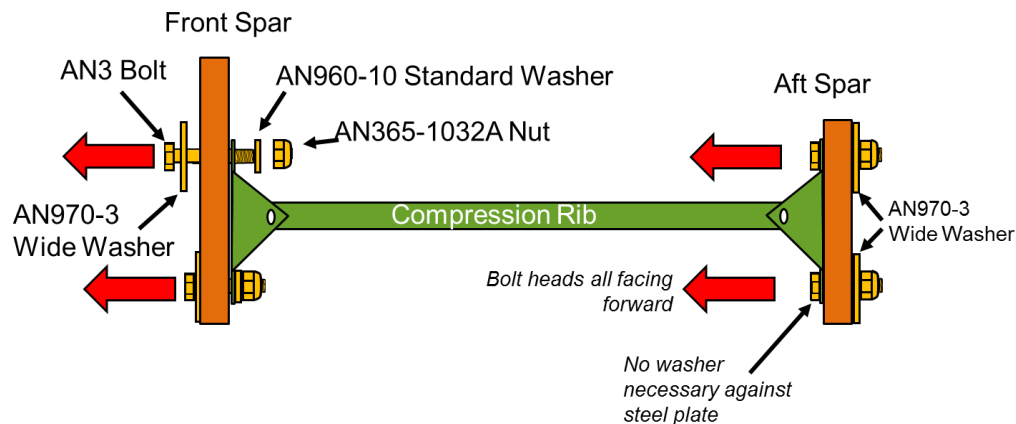 Front Spar
AN3 Bolt
AN960-10 Standard Washer
AN365-1032A Nut
Aft Spar
AN970-3
Wide Washer
Compression Rib
AN970-3
Wide Washer
Bolt heads all facing
forward
No washer
necessary against
steel plate